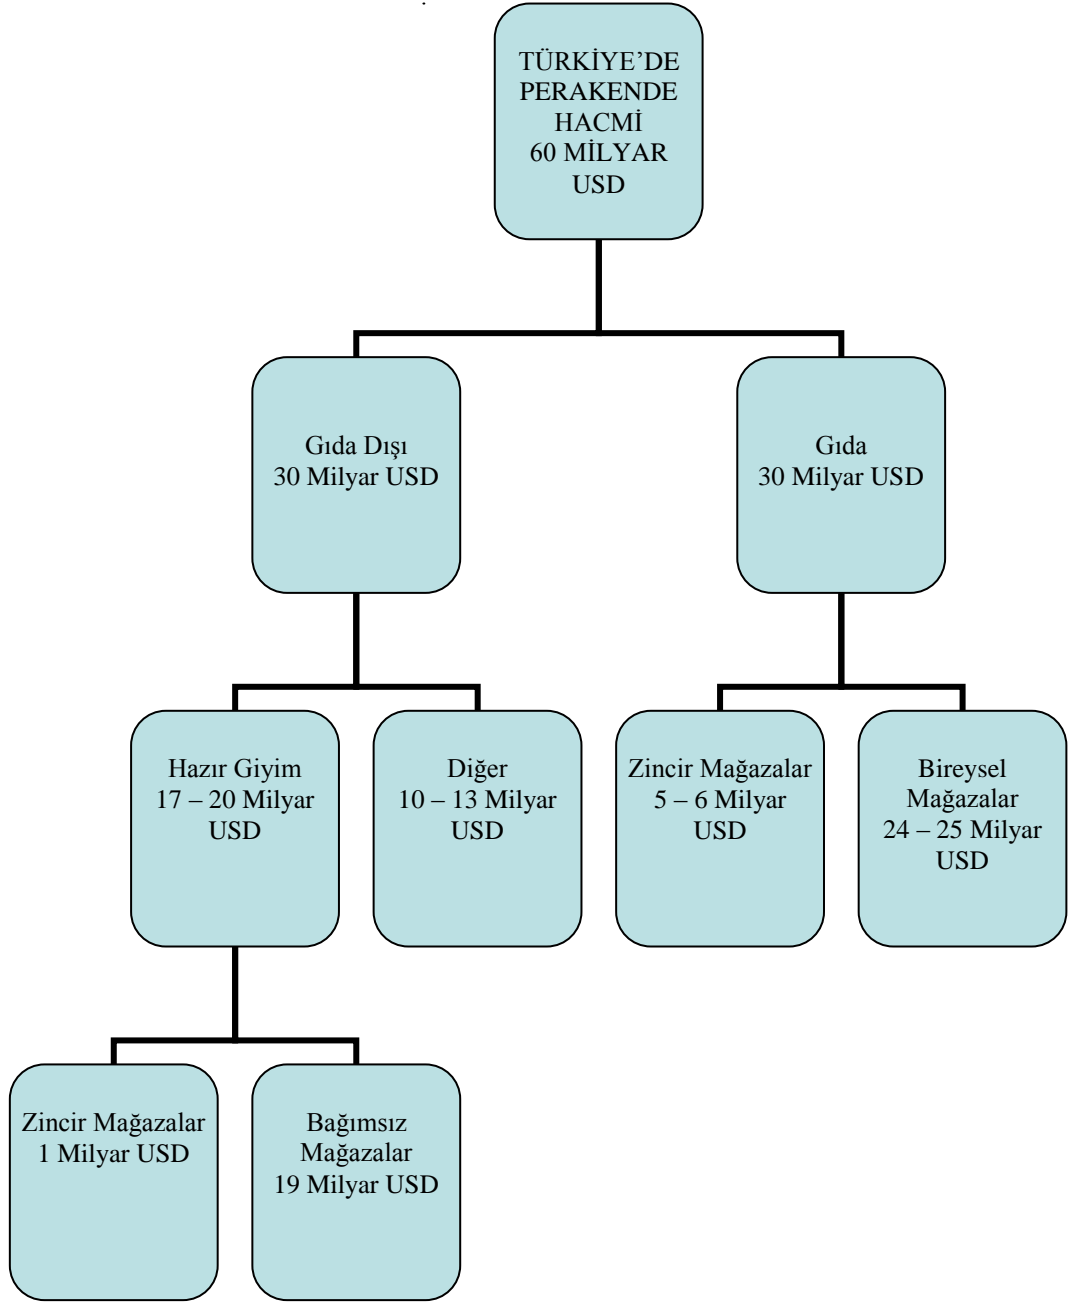 TÜRKİYE’DE
PERAKENDE
HACMİ
60 MİLYAR
USD
Gıda Dışı
30 Milyar USD
Gıda
30 Milyar USD
Hazır Giyim
17 – 20 Milyar
USD
Diğer
10 – 13 Milyar
USD
Zincir Mağazalar
5 – 6 Milyar
USD
Bireysel
Mağazalar
24 – 25 Milyar
USD
Zincir Mağazalar
1 Milyar USD
Bağımsız
Mağazalar
19 Milyar USD